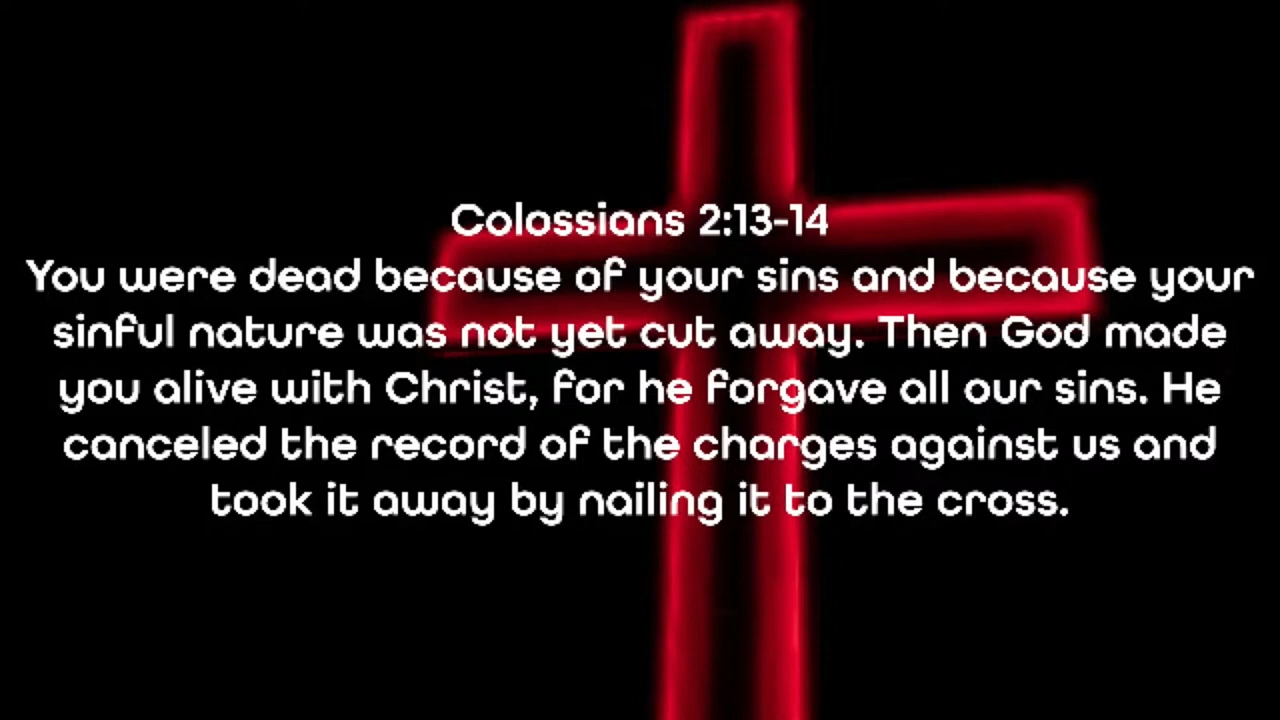 Colossians 2:13-14
You were dead because of your sins and because your
sinful nature was not yet cut away. Then God made
you alive with Christ, for he forgave all our sins. He
canceled the record of the charges against us and
took it away by nailing it to the cross.